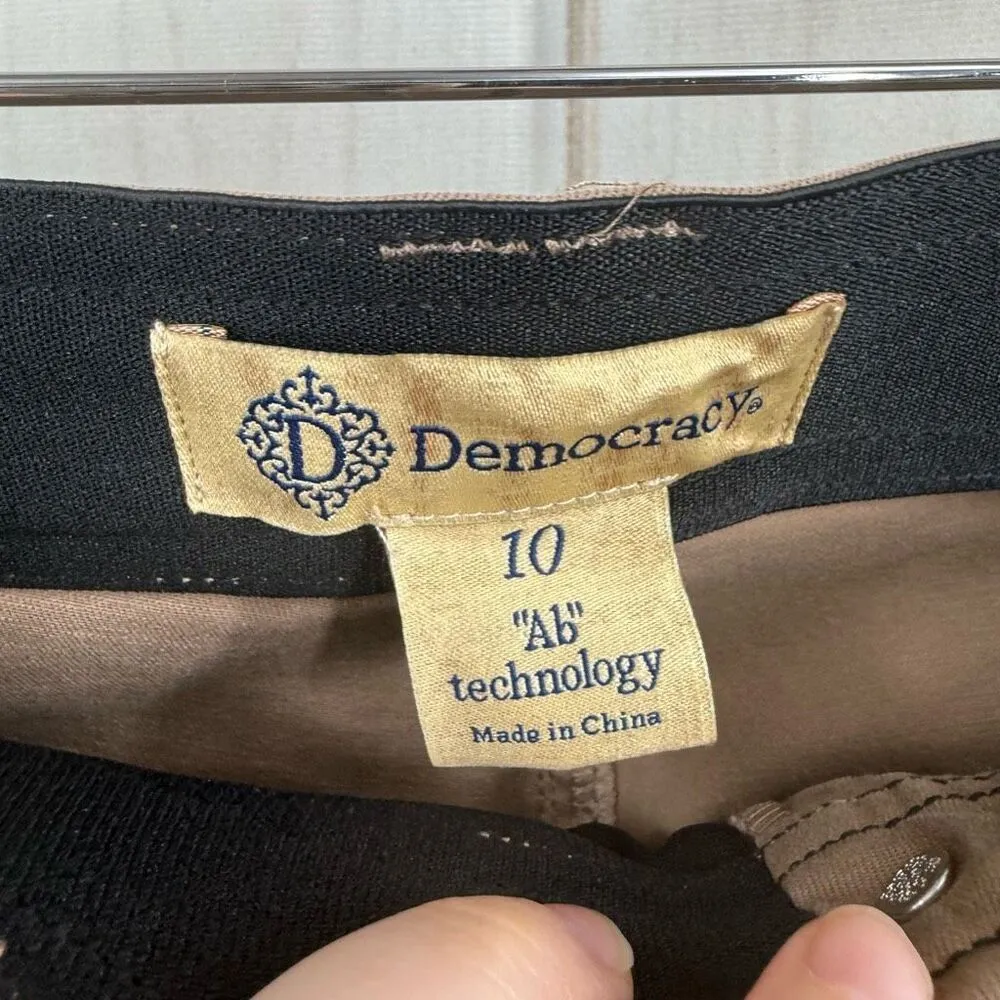 D Democracy®
10
"Ab"
technology
Made in China